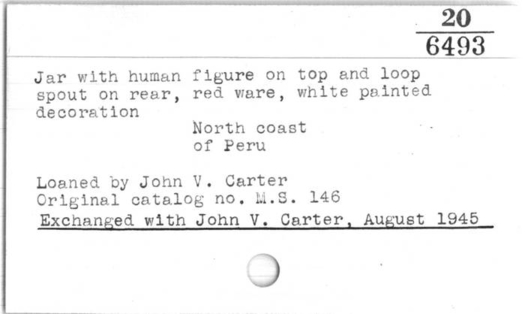 20
6493
Jar with human figure on top and loop
spout on rear, red ware, white painted
decoration
North coast
of Peru
Loaned by John V. Carter
Original catalog no. M.S. 146
Exchanged with John V. Carter, August 1945